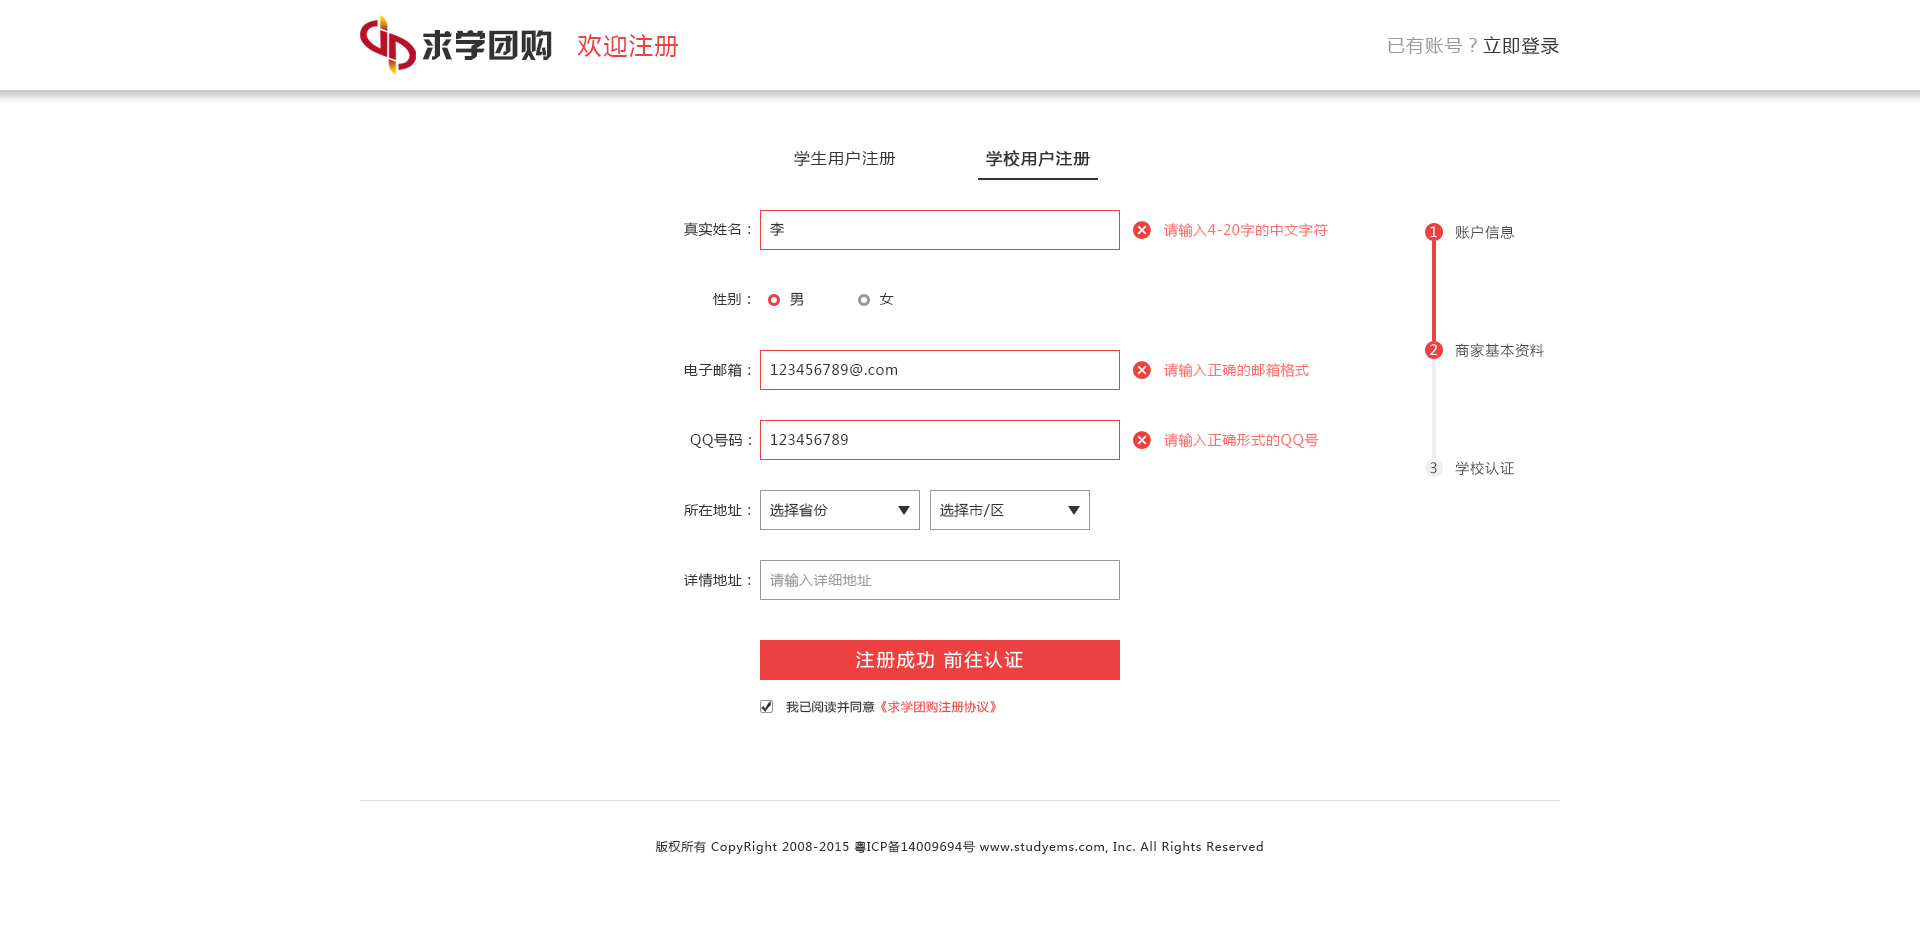 求学团购 欢迎注册 已有账号？立即登录
学生用户注册 学校用户注册
真实姓名： 李 请输入4-20字的中文字符
1 账户信息
性别： 男 女
2 商家基本资料
电子邮箱： 123456789@.com 请输入正确的邮箱格式
QQ号码： 123456789 请输入正确形式的QQ号
3 学校认证
所在地址： 选择省份 选择市/区
详情地址： 请输入详细地址
注册成功 前往认证
我已阅读并同意《求学团购注册协议》
版权所有 CopyRight 2008-2015 粤ICP备14009694号 www.studyems.com, Inc. All Rights Reserved